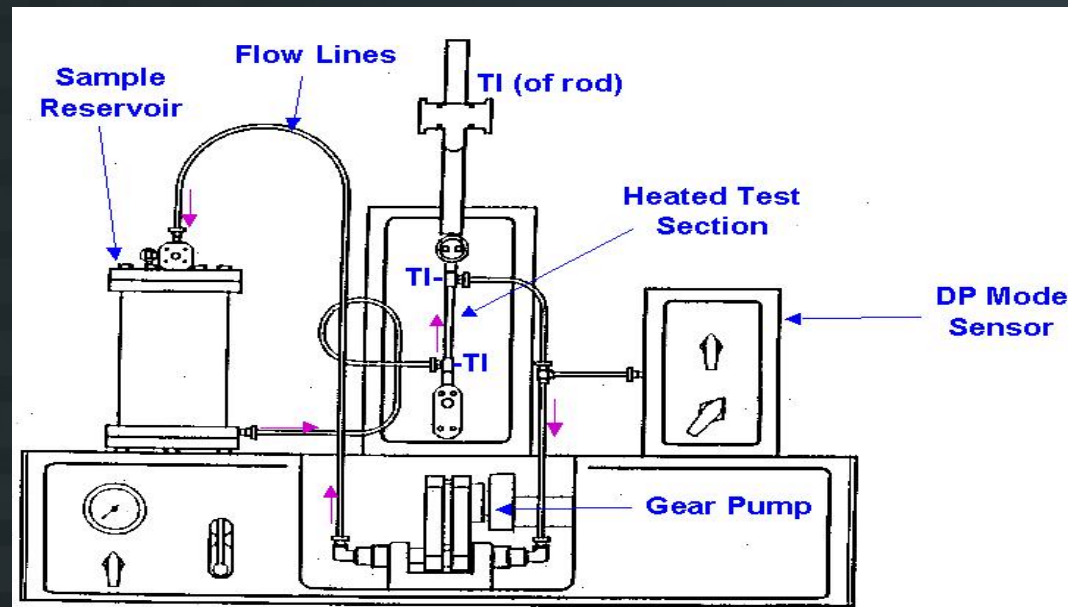 Flow Lines
Sample
Reservoir
TI (of rod)
Heated Test
Section
TI-
-TI
DP Mode
Sensor
Gear Pump